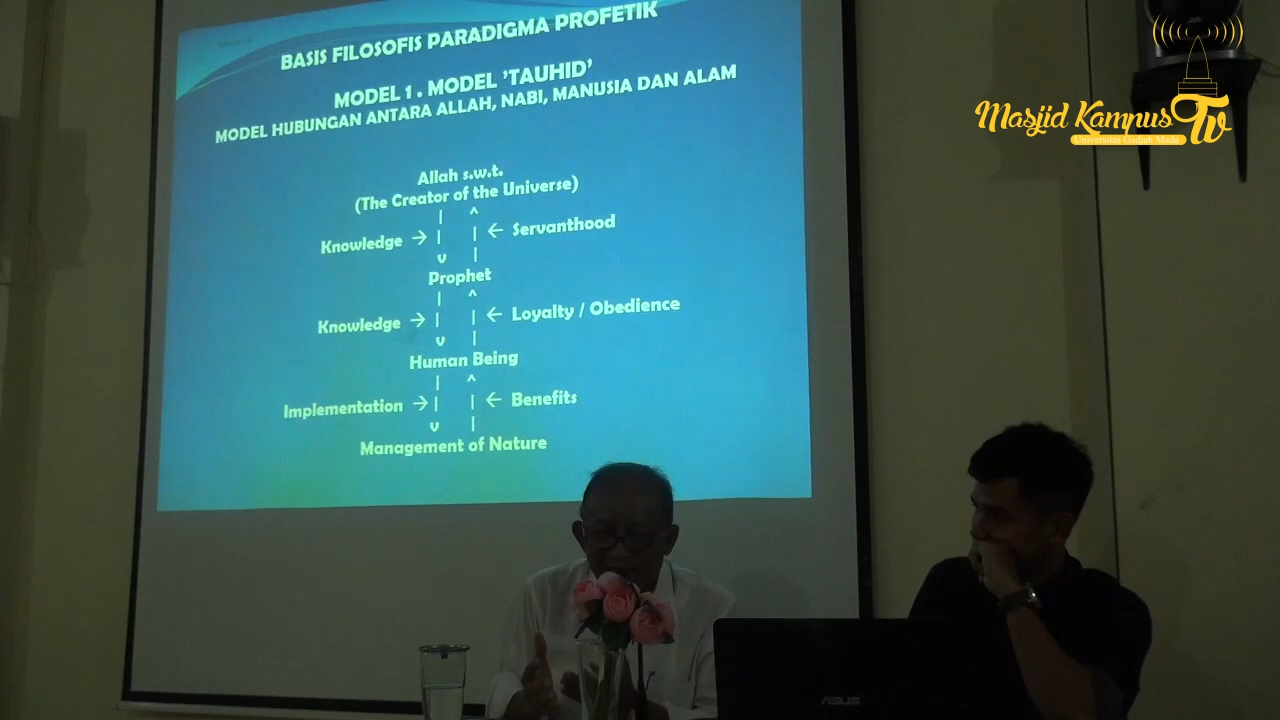 BASIS FILOSOFIS PARADIGMA PROFETIK
MODEL 1 . MODEL 'TAUHID'
MODEL HUBUNGAN ANTARA ALLAH, NABI, MANUSIA DAN ALAM
Allah s.w.t.
(The Creator of the Universe)
Knowledge → ← Servanthood
Prophet
Knowledge → ← Loyalty / Obedience
Human Being
Implementation → ← Benefits
Management of Nature
Masjid Kampus Tv
Universitas Gadjah Mada
ASUS